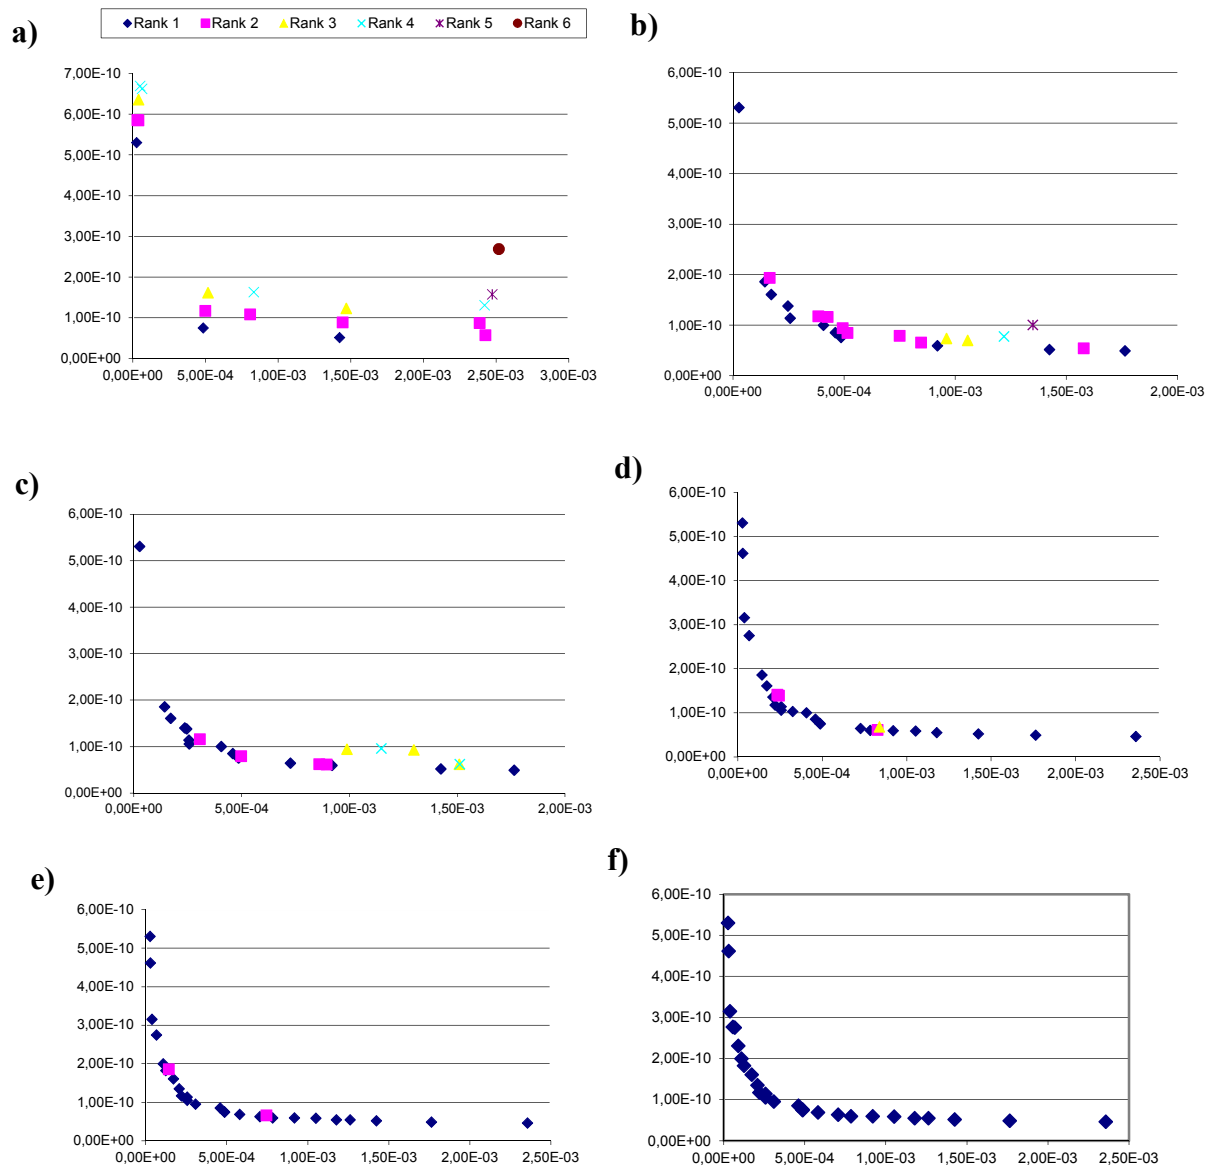 a)
Rank 1 Rank 2 Rank 3 Rank 4 Rank 5 Rank 6
7,00E-10
6,00E-10
5,00E-10
4,00E-10
3,00E-10
2,00E-10
1,00E-10
0,00E+00
0,00E+00 5,00E-04 1,00E-03 1,50E-03 2,00E-03 2,50E-03 3,00E-03
b)
6,00E-10
5,00E-10
4,00E-10
3,00E-10
2,00E-10
1,00E-10
0,00E+00
0,00E+00 5,00E-04 1,00E-03 1,50E-03 2,00E-03
c)
6,00E-10
5,00E-10
4,00E-10
3,00E-10
2,00E-10
1,00E-10
0,00E+00
0,00E+00 5,00E-04 1,00E-03 1,50E-03 2,00E-03
d)
6,00E-10
5,00E-10
4,00E-10
3,00E-10
2,00E-10
1,00E-10
0,00E+00
0,00E+00 5,00E-04 1,00E-03 1,50E-03 2,00E-03 2,50E-03
e)
6,00E-10
5,00E-10
4,00E-10
3,00E-10
2,00E-10
1,00E-10
0,00E+00
0,00E+00 5,00E-04 1,00E-03 1,50E-03 2,00E-03 2,50E-03
f)
6,00E-10
5,00E-10
4,00E-10
3,00E-10
2,00E-10
1,00E-10
0,00E+00
0,00E+00 5,00E-04 1,00E-03 1,50E-03 2,00E-03 2,50E-03